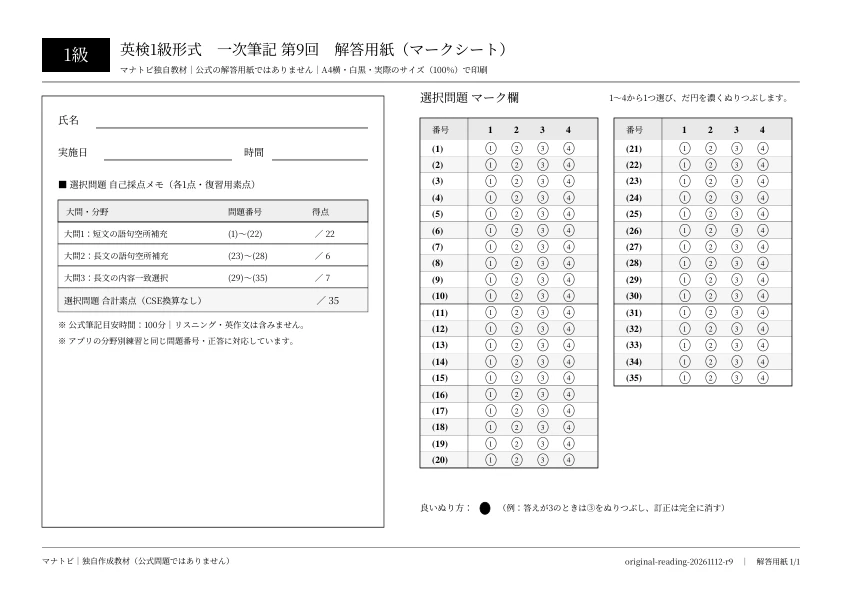 1級
英検1級形式　一次筆記 第9回　解答用紙（マークシート）
マナトビ｜独自教材｜公式の解答用紙ではありません｜A4横・白黒・実際のサイズ（100%）で印刷
氏名
実施日　時間
■ 選択問題 自己採点メモ（各1点・復習用素点）
大問・分野　問題番号　得点
大問1：短文の語句空所補充　(1)〜(22)　／ 22
大問2：長文の語句空所補充　(23)〜(28)　／ 6
大問3：長文の内容一致選択　(29)〜(35)　／ 7
選択問題 合計素点（CSE換算なし）　／ 35
※ 公式筆記目安時間：100分｜リスニング・英作文は含みません。
※ アプリの分野別練習と同じ問題番号・正答に対応しています。
選択問題 マーク欄　1〜4から1つ選び、だ円を濃くぬりつぶします。
番号 1 2 3 4
(1) 1 2 3 4
(2) 1 2 3 4
(3) 1 2 3 4
(4) 1 2 3 4
(5) 1 2 3 4
(6) 1 2 3 4
(7) 1 2 3 4
(8) 1 2 3 4
(9) 1 2 3 4
(10) 1 2 3 4
(11) 1 2 3 4
(12) 1 2 3 4
(13) 1 2 3 4
(14) 1 2 3 4
(15) 1 2 3 4
(16) 1 2 3 4
(17) 1 2 3 4
(18) 1 2 3 4
(19) 1 2 3 4
(20) 1 2 3 4
番号 1 2 3 4
(21) 1 2 3 4
(22) 1 2 3 4
(23) 1 2 3 4
(24) 1 2 3 4
(25) 1 2 3 4
(26) 1 2 3 4
(27) 1 2 3 4
(28) 1 2 3 4
(29) 1 2 3 4
(30) 1 2 3 4
(31) 1 2 3 4
(32) 1 2 3 4
(33) 1 2 3 4
(34) 1 2 3 4
(35) 1 2 3 4
良いぬり方： ● （例：答えが3のときは③をぬりつぶし、訂正は完全に消す）
マナトビ｜独自作成教材（公式問題ではありません）　original-reading-20261112-r9　｜　解答用紙 1/1